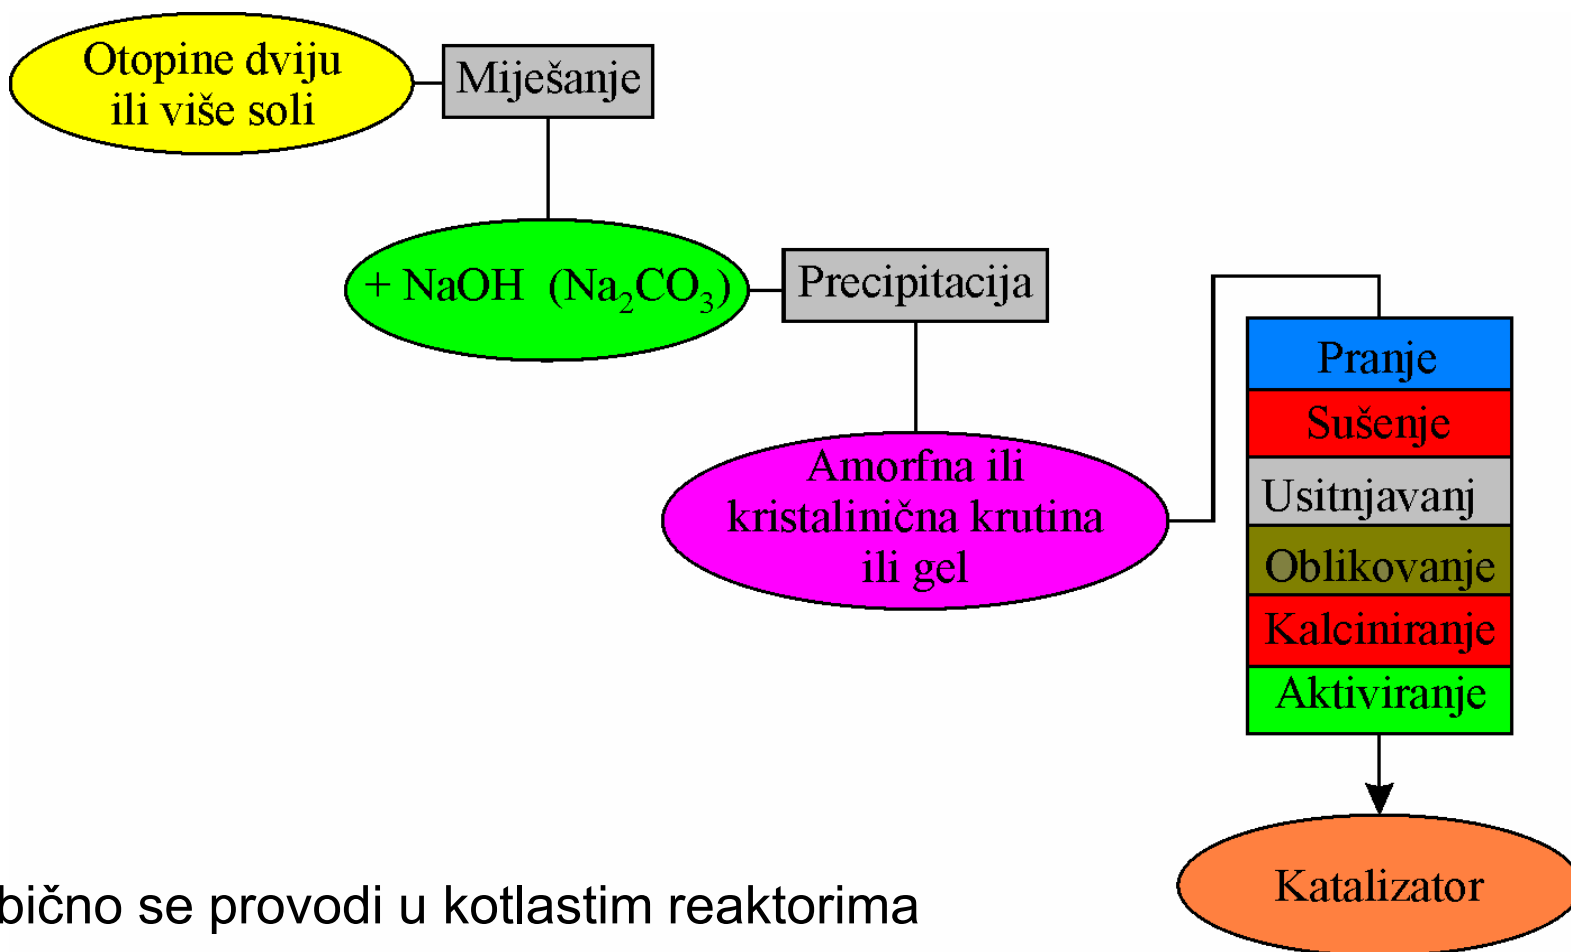 Otopine dviju
ili više soli
Miješanje
+ NaOH (Na₂CO₃)
Precipitacija
Amorfna ili
kristalinična krutina
ili gel
Pranje
Sušenje
Usitnjavanj
Oblikovanje
Kalciniranje
Aktiviranje
Katalizator
bično se provodi u kotlastim reaktorima